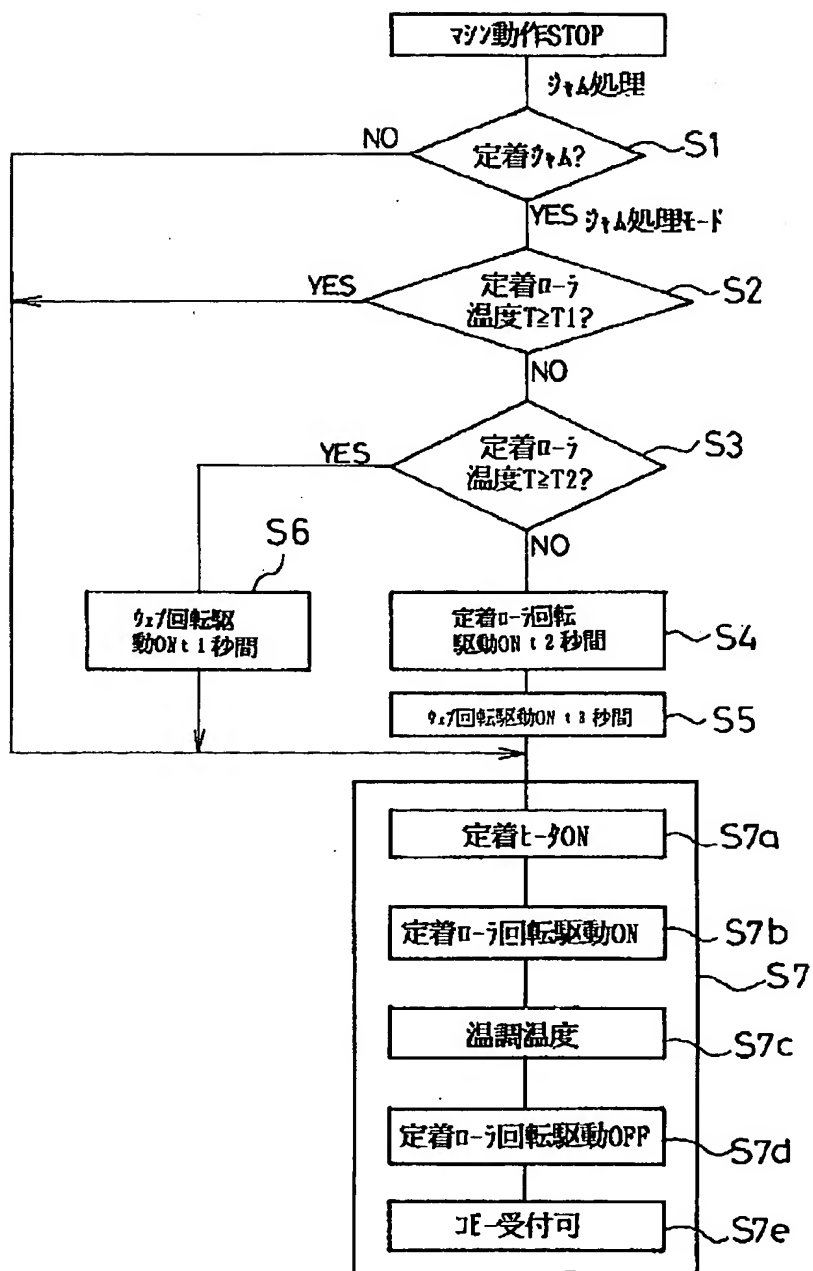 マシン動作STOP
ジャム処理
NO
定着ジャム?
S1
YES
ジャム処理モード
YES
定着ローラ
温度T≧T1?
S2
NO
YES
定着ローラ
温度T≧T2?
S3
NO
S6
ウェブ回転駆
動ON t1秒間
定着ローラ回転
駆動ON t2秒間
S4
ウェブ回転駆動ON t3秒間
S5
定着ヒータON
S7a
定着ローラ回転駆動ON
S7b
S7
温調温度
S7c
定着ローラ回転駆動OFF
S7d
コピー受付可
S7e